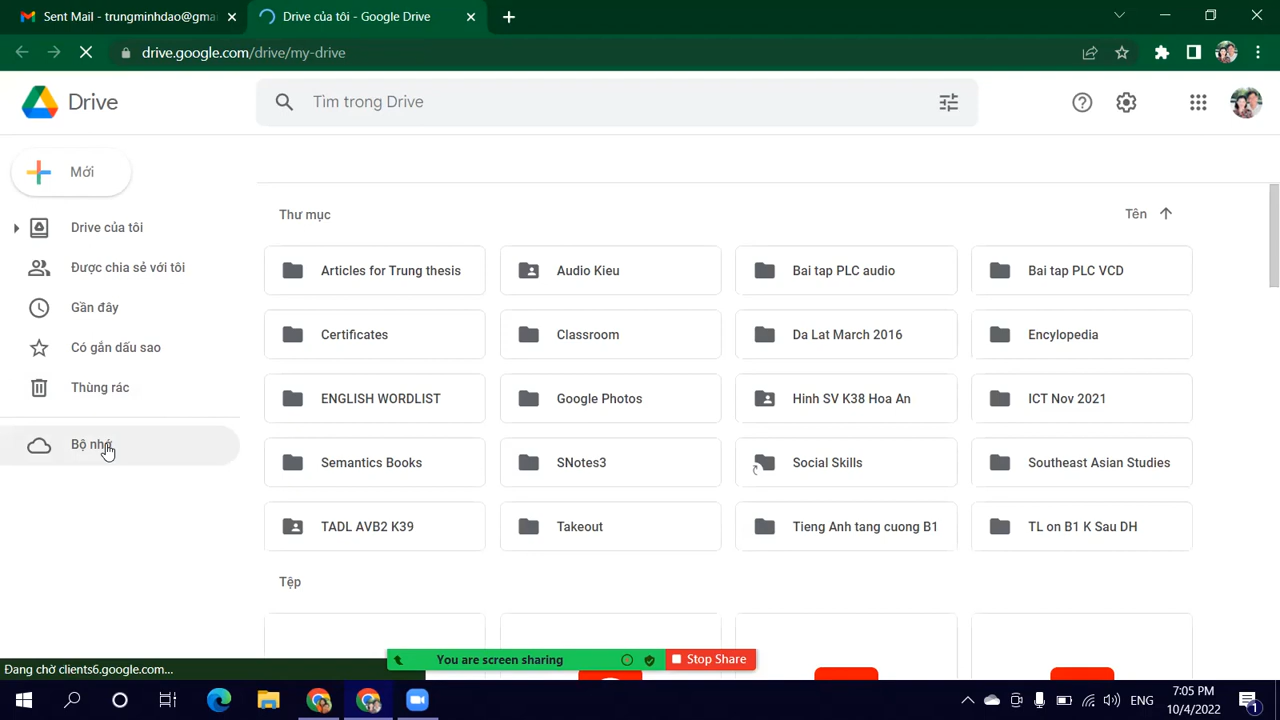 Sent Mail - trungminhdao@gma
Drive của tôi - Google Drive
drive.google.com/drive/my-drive
Drive
Tìm trong Drive
Mới
Drive của tôi
Được chia sẻ với tôi
Gần đây
Có gắn dấu sao
Thùng rác
Bộ nhớ
Thư mục
Tên
Articles for Trung thesis
Audio Kieu
Bai tap PLC audio
Bai tap PLC VCD
Certificates
Classroom
Da Lat March 2016
Encylopedia
ENGLISH WORDLIST
Google Photos
Hinh SV K38 Hoa An
ICT Nov 2021
Semantics Books
SNotes3
Social Skills
Southeast Asian Studies
TADL AVB2 K39
Takeout
Tieng Anh tang cuong B1
TL on B1 K Sau DH
Tệp
You are screen sharing
Stop Share
Đang chờ clients6.google.com...
ENG
7:05 PM
10/4/2022
1